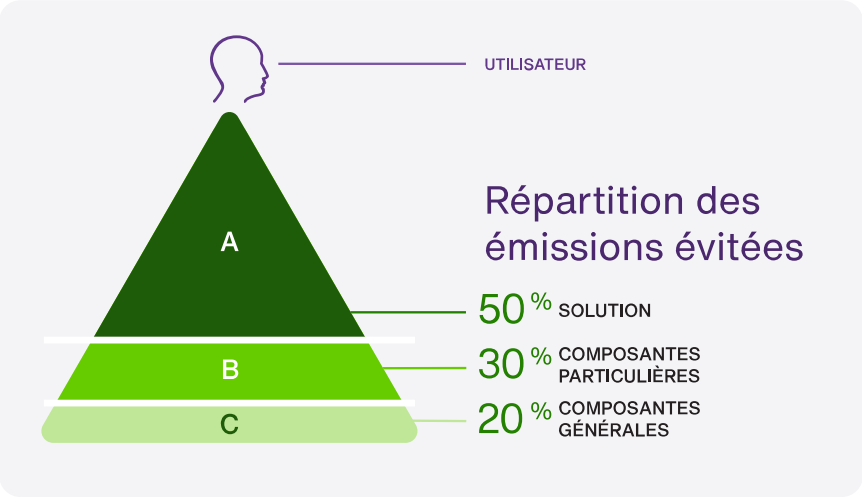 UTILISATEUR
Répartition des
émissions évitées
A
50 % SOLUTION
B
30 % COMPOSANTES
PARTICULIÈRES
C
20 % COMPOSANTES
GÉNÉRALES